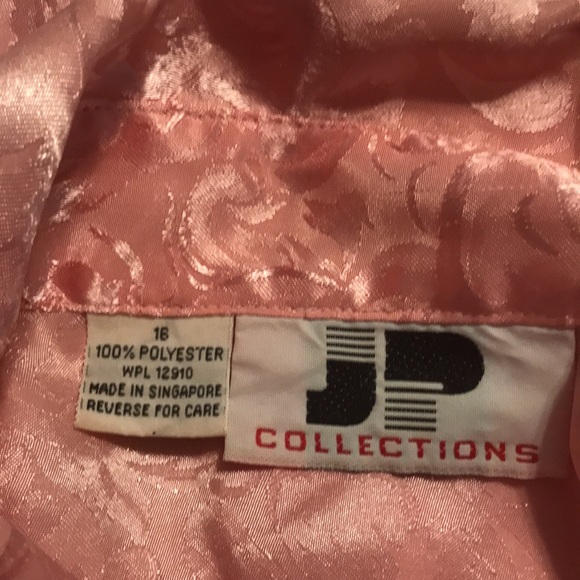 16
100% POLYESTER
WPL 12910
MADE IN SINGAPORE
REVERSE FOR CARE
JP
COLLECTIONS